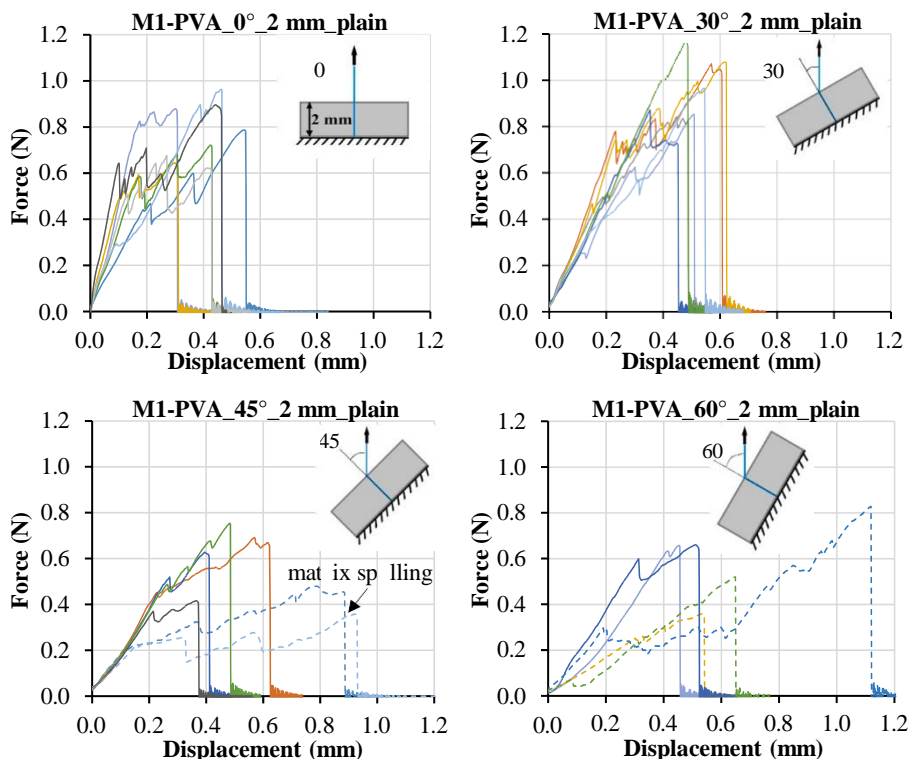 M1-PVA_0°_2 mm_plain
1.2
1.0
0.8
0.6
0.4
0.2
0.0
Force (N)
0
2 mm
0.0 0.2 0.4 0.6 0.8 1.0 1.2
Displacement (mm)
M1-PVA_30°_2 mm_plain
1.2
1.0
0.8
0.6
0.4
0.2
0.0
Force (N)
30
0.0 0.2 0.4 0.6 0.8 1.0 1.2
Displacement (mm)
M1-PVA_45°_2 mm_plain
1.2
1.0
0.8
0.6
0.4
0.2
0.0
Force (N)
45
mat ix sp lling
0.0 0.2 0.4 0.6 0.8 1.0 1.2
Displacement (mm)
M1-PVA_60°_2 mm_plain
1.2
1.0
0.8
0.6
0.4
0.2
0.0
Force (N)
60
0.0 0.2 0.4 0.6 0.8 1.0 1.2
Displacement (mm)